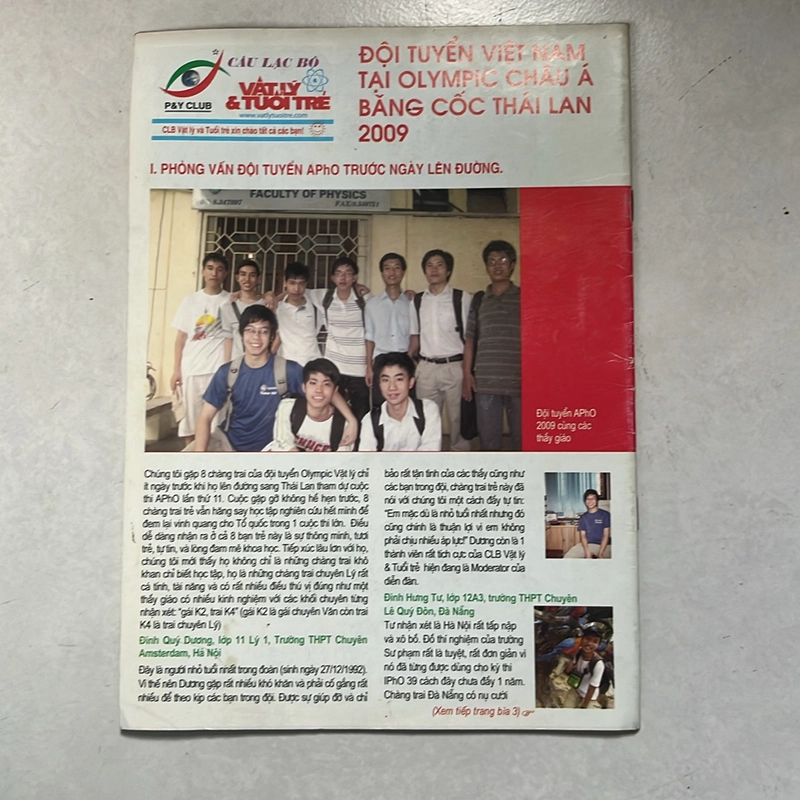 CÂU LẠC BỘ
VẬT LÝ
& TUỔI TRẺ
P&Y CLUB
www.vatlytuoitre.com
CLB Vật lý và Tuổi trẻ xin chào tất cả các bạn!
ĐỘI TUYỂN VIỆT NAM
TẠI OLYMPIC CHÂU Á
BĂNG CỐC THÁI LAN
2009
I. PHỎNG VẤN ĐỘI TUYỂN APhO TRƯỚC NGÀY LÊN ĐƯỜNG.
FACULTY OF PHYSICS
Đội tuyển APhO
2009 cùng các
thầy giáo
Chúng tôi gặp 8 chàng trai của đội tuyển Olympic Vật lý chỉ
ít ngày trước khi họ lên đường sang Thái Lan tham dự cuộc
thi APhO lần thứ 11. Cuộc gặp gỡ không hề hẹn trước, 8
chàng trai trẻ vẫn hăng say học tập nghiên cứu hết mình để
đem lại vinh quang cho Tổ quốc trong 1 cuộc thi lớn. Điều
dễ dàng nhận ra ở cả 8 bạn trẻ này là sự thông minh, tươi
trẻ, tự tin, và lòng đam mê khoa học. Tiếp xúc lâu hơn với họ,
chúng tôi mới thấy họ không chỉ là những chàng trai khô
khan chỉ biết học tập, họ là những chàng trai chuyên Lý rất
cá tính, tài năng và có rất nhiều điều thú vị đúng như một
thầy giáo có nhiều kinh nghiệm với các khối chuyên từng
nhận xét: "gái K2, trai K4" (gái K2 là gái chuyên Văn còn trai
K4 là trai chuyên Lý)
Đinh Quý Dương, lớp 11 Lý 1, Trường THPT Chuyên
Amsterdam, Hà Nội
Đây là người nhỏ tuổi nhất trong đoàn (sinh ngày 27/12/1992).
Vì thế nên Dương gặp rất nhiều khó khăn và phải cố gắng rất
nhiều để theo kịp các bạn trong đội. Được sự giúp đỡ và chỉ
bảo rất tận tình của các thầy cũng như
các bạn trong đội, chàng trai trẻ này đã
nói với chúng tôi một cách đầy tự tin:
"Em mặc dù là nhỏ tuổi nhất nhưng đó
cũng chính là thuận lợi vì em không
phải chịu nhiều áp lực!" Dương còn là 1
thành viên rất tích cực của CLB Vật lý
& Tuổi trẻ hiện đang là Moderator của
diễn đàn.
Đinh Hưng Tư, lớp 12A3, trường THPT Chuyên
Lê Quý Đôn, Đà Nẵng
Tư nhận xét là Hà Nội rất tấp nập
và xô bồ. Đồ thí nghiệm của trường
Sư phạm rất là tuyệt, rất đơn giản vì
nó đã từng được dùng cho kỳ thi
IPhO 39 cách đây chưa đầy 1 năm.
Chàng trai Đà Nẵng có nụ cười
(Xem tiếp trang bìa 3)